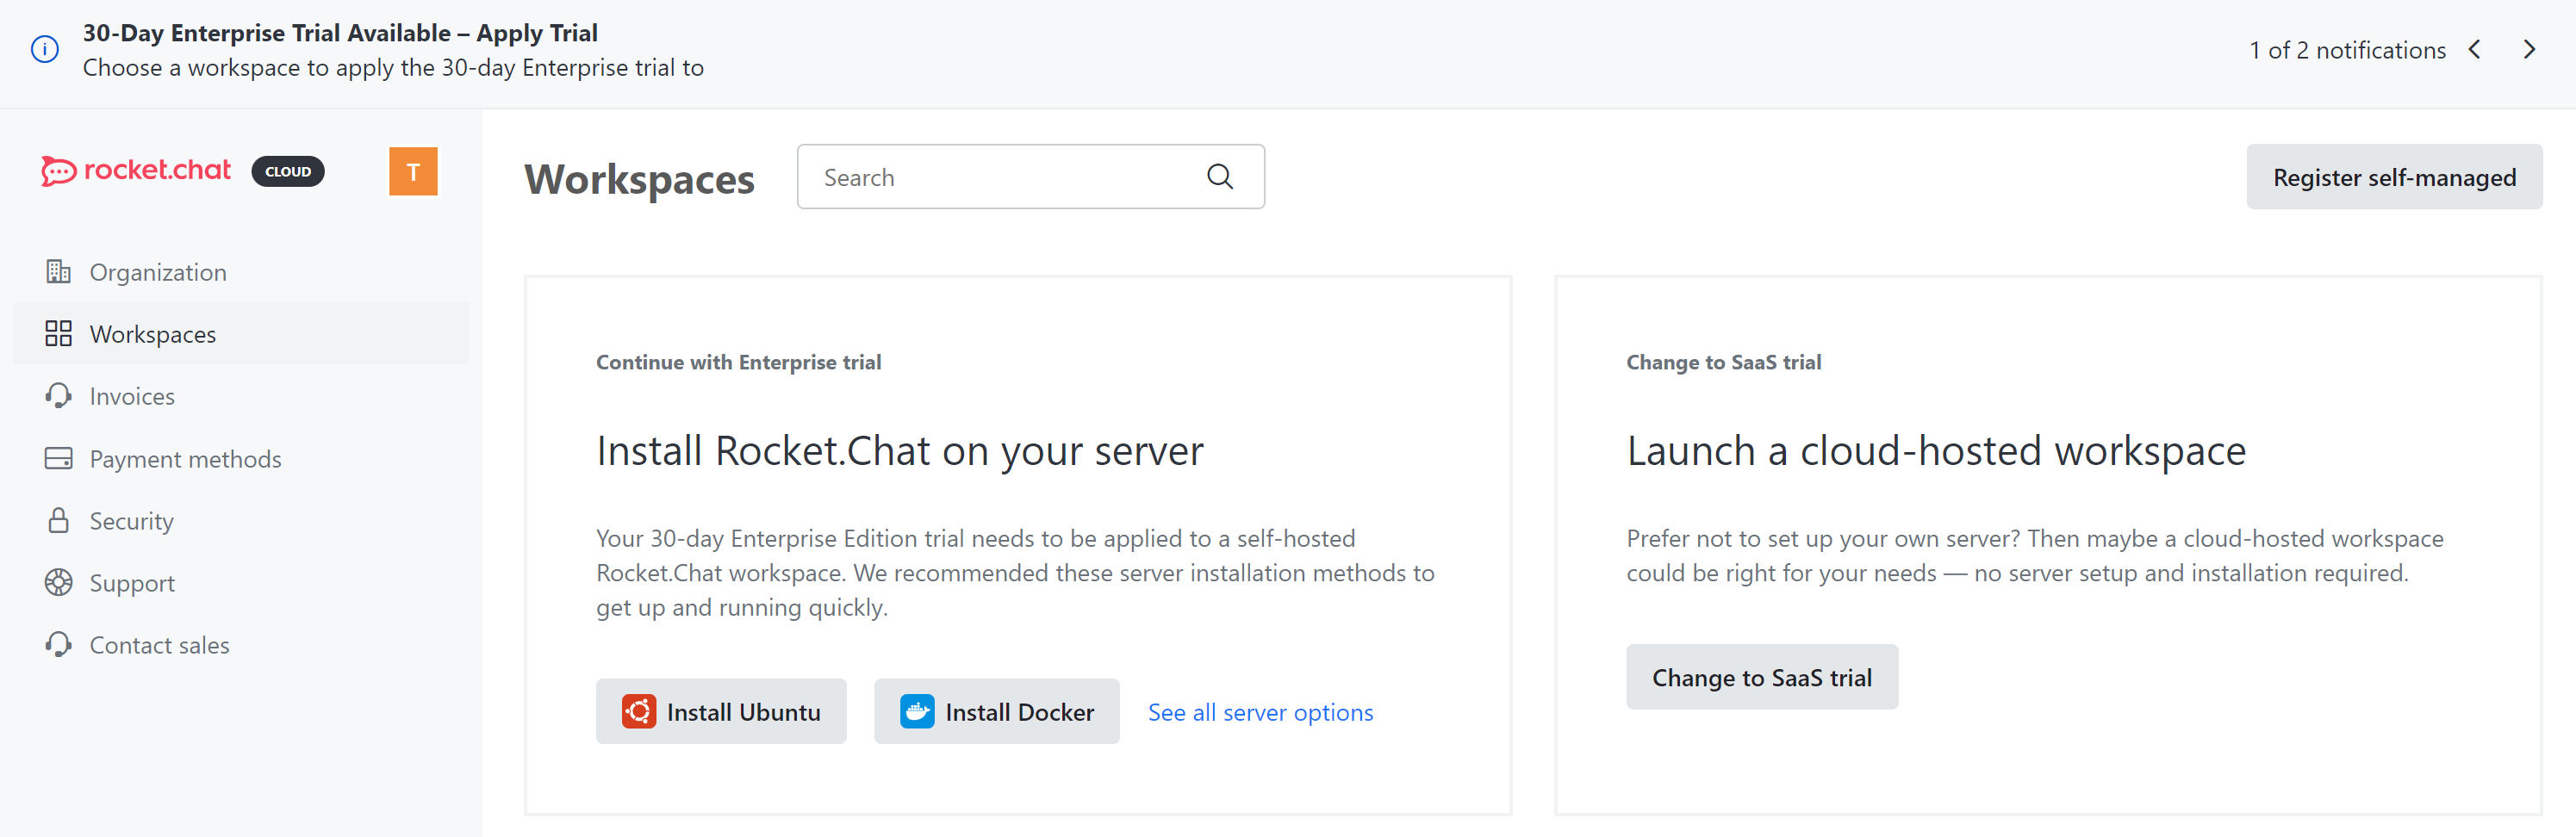 30-Day Enterprise Trial Available – Apply Trial
Choose a workspace to apply the 30-day Enterprise trial to
1 of 2 notifications
rocket.chat
CLOUD
T
Organization
Workspaces
Invoices
Payment methods
Security
Support
Contact sales
Workspaces
Search
Register self-managed
Continue with Enterprise trial
Install Rocket.Chat on your server
Your 30-day Enterprise Edition trial needs to be applied to a self-hosted
Rocket.Chat workspace. We recommended these server installation methods to
get up and running quickly.
Install Ubuntu
Install Docker
See all server options
Change to SaaS trial
Launch a cloud-hosted workspace
Prefer not to set up your own server? Then maybe a cloud-hosted workspace
could be right for your needs — no server setup and installation required.
Change to SaaS trial